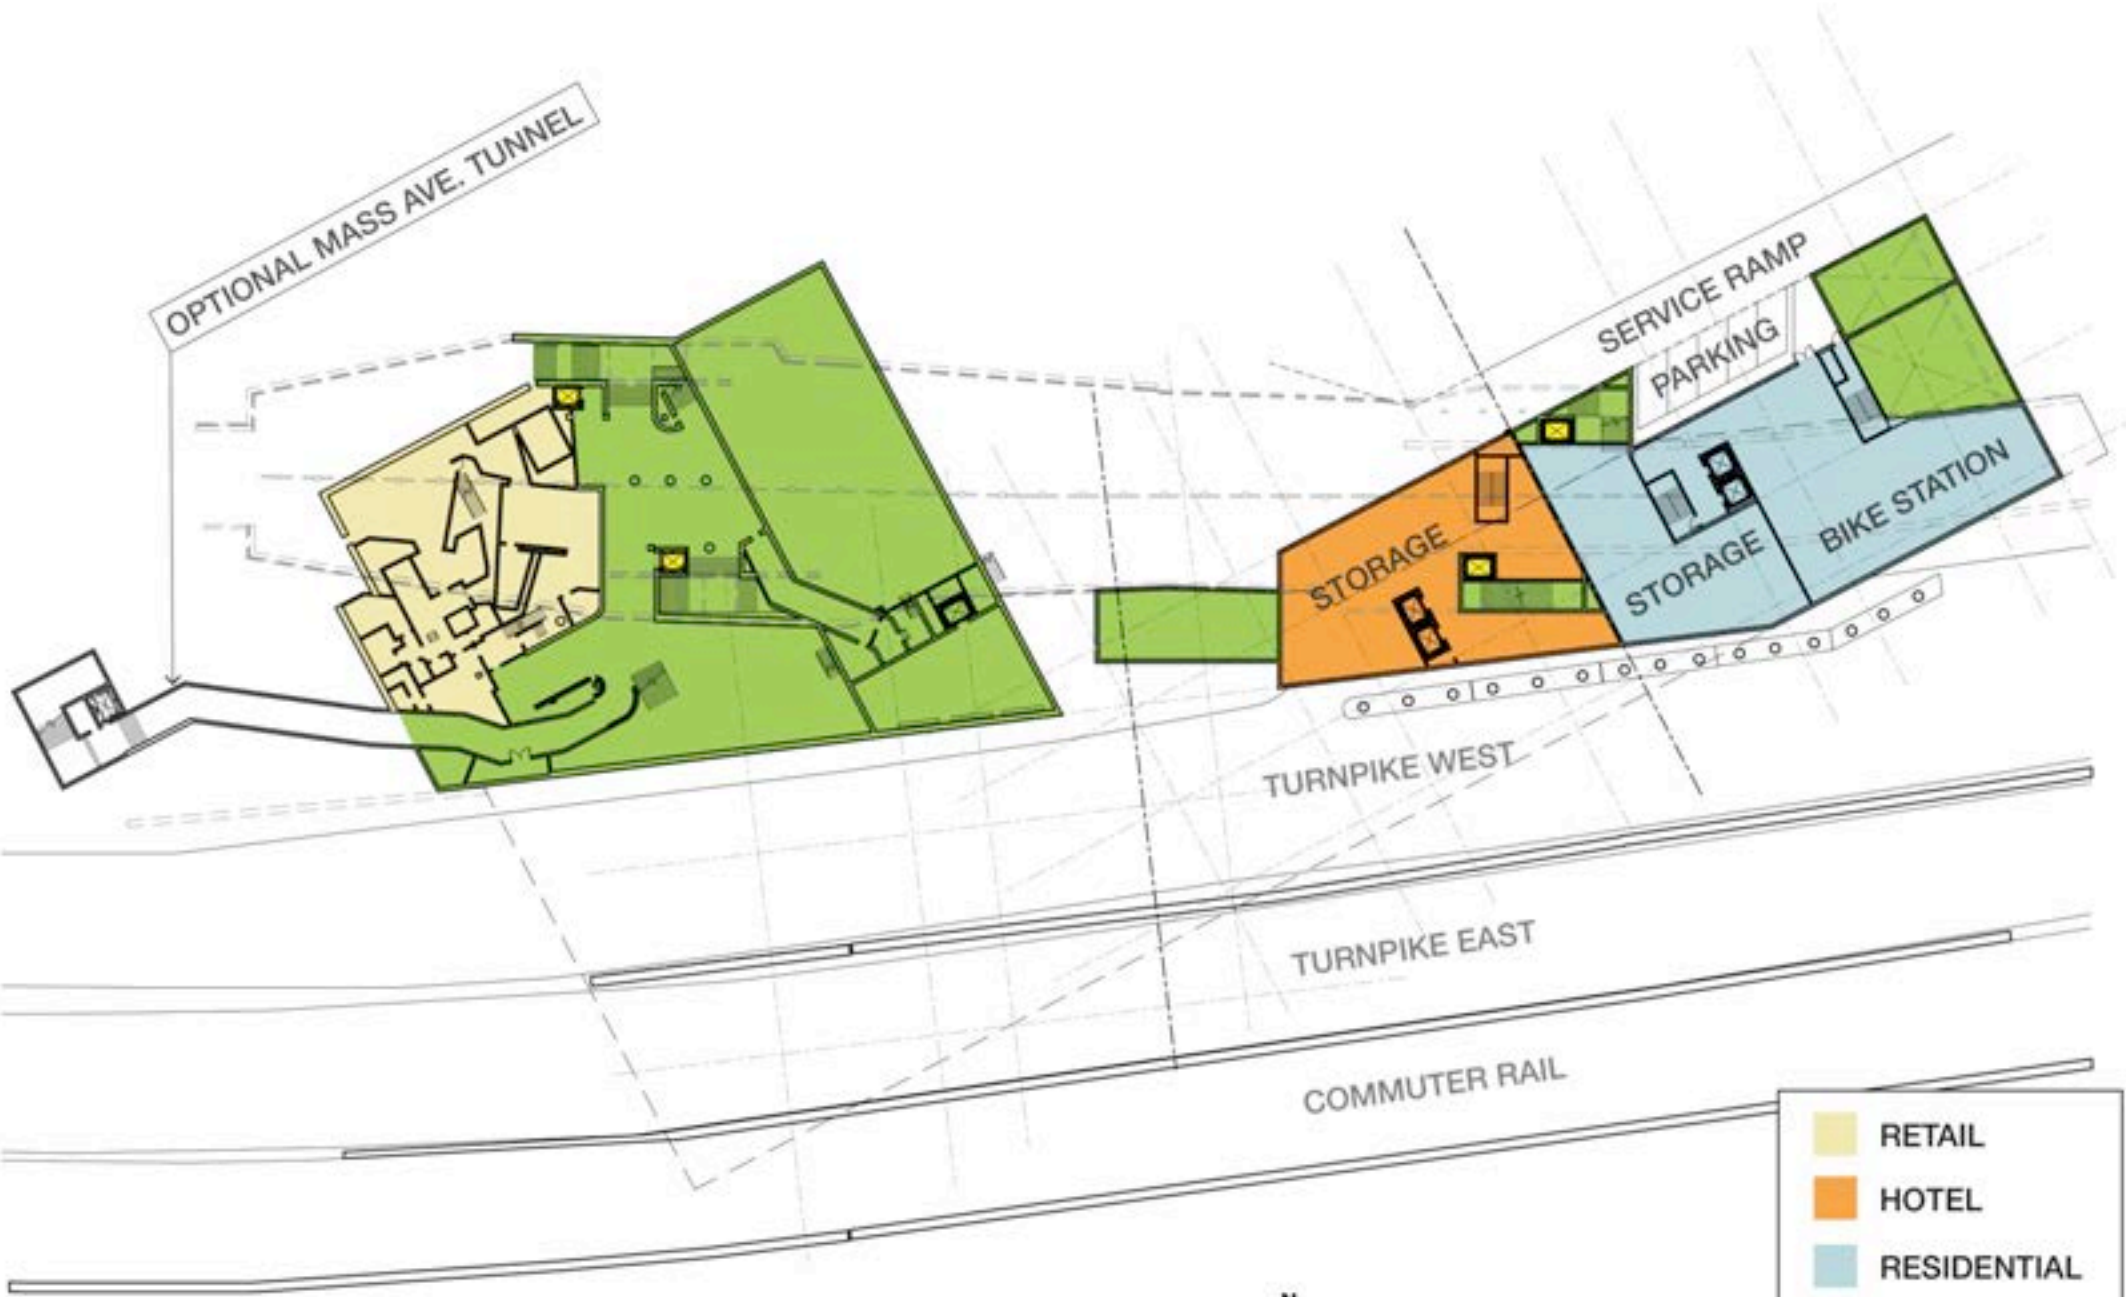 OPTIONAL MASS AVE. TUNNEL
SERVICE RAMP
PARKING
STORAGE
STORAGE
BIKE STATION
TURNPIKE WEST
TURNPIKE EAST
COMMUTER RAIL
RETAIL
HOTEL
RESIDENTIAL